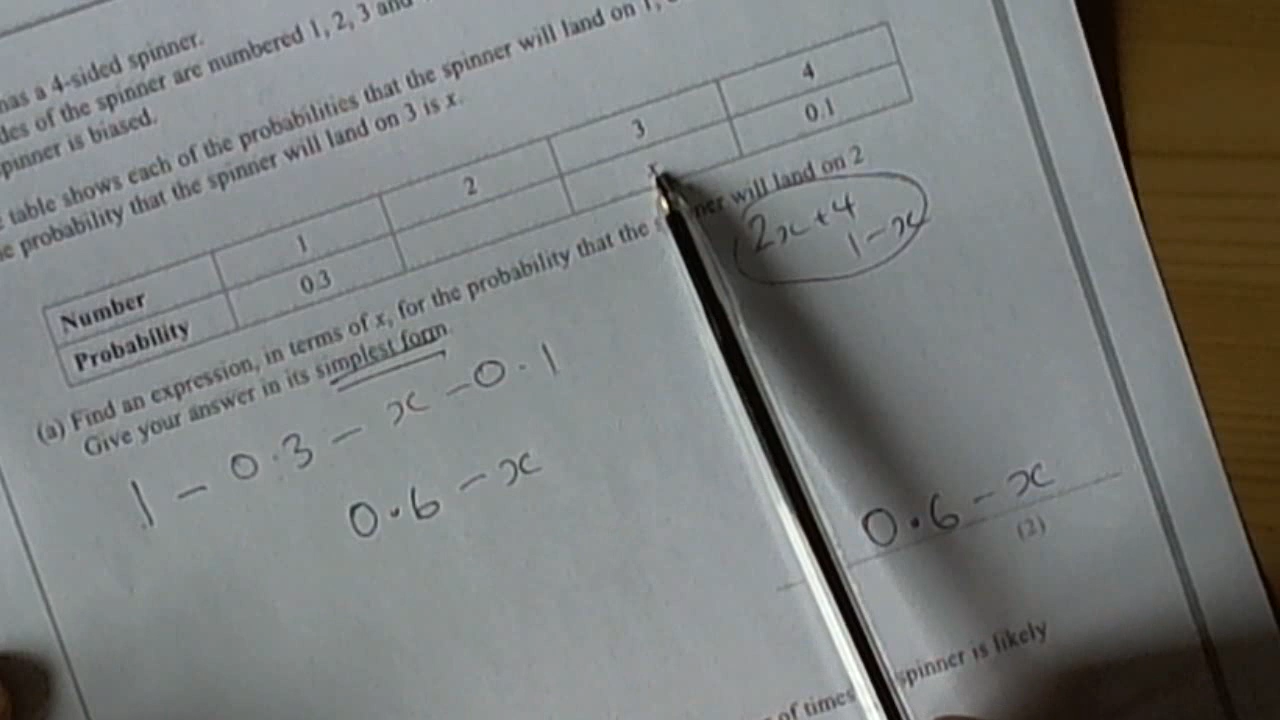 has a 4-sided spinner.
des of the spinner are numbered 1, 2, 3 and
pinner is biased.
table shows each of the probabilities that the spinner will land on 1,
e probability that the spinner will land on 3 is x.
Number 1 2 3 4
Probability 0.3 x 0.1
(a) Find an expression, in terms of x, for the probability that the will land on 2
Give your answer in its simplest form.
2x+4
1-x
1 - 0.3 - x - 0.1
0.6 - x
0.6 - x
(2)
of times spinner is likely